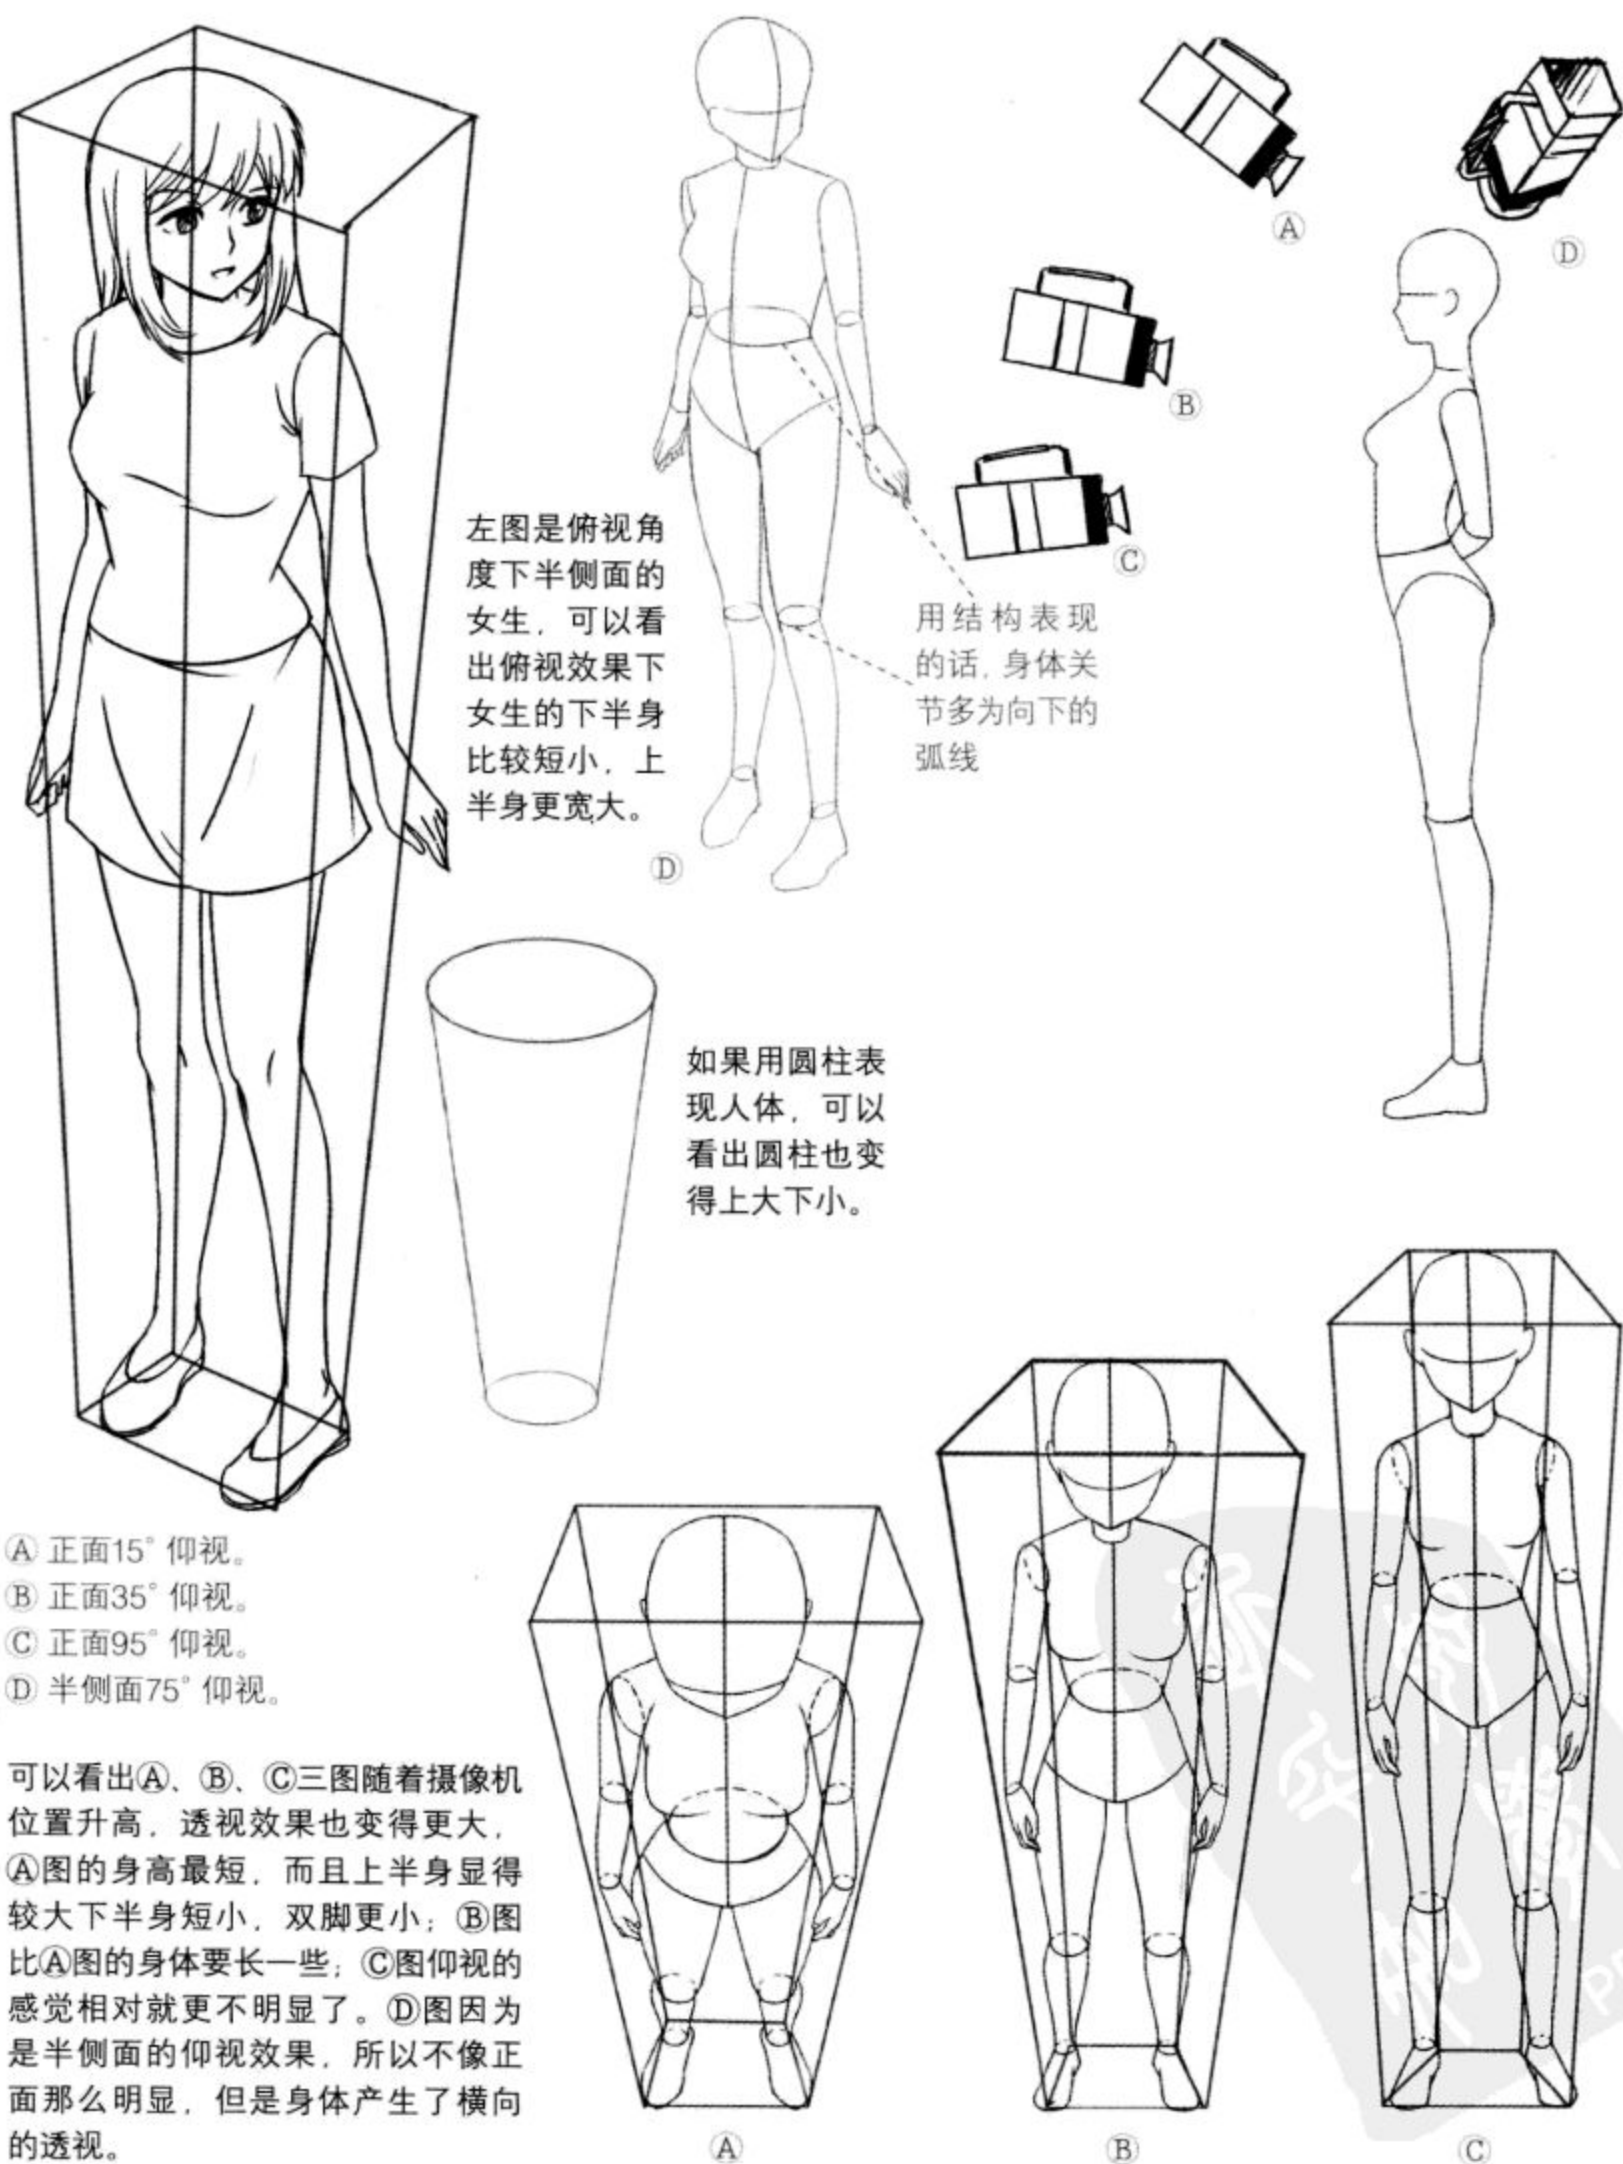 Ⓐ
Ⓓ
Ⓑ
Ⓒ
左图是俯视角
度下半侧面的
女生，可以看
出俯视效果下
女生的下半身
比较短小，上
半身更宽大。
用结构表现
的话，身体关
节多为向下的
弧线
Ⓓ
如果用圆柱表
现人体，可以
看出圆柱也变
得上大下小。
Ⓐ 正面15° 仰视。
Ⓑ 正面35° 仰视。
Ⓒ 正面95° 仰视。
Ⓓ 半侧面75° 仰视。
可以看出Ⓐ、Ⓑ、Ⓒ三图随着摄像机
位置升高，透视效果也变得更大，
Ⓐ图的身高最短，而且上半身显得
较大下半身短小，双脚更小；Ⓑ图
比Ⓐ图的身体要长一些；Ⓒ图仰视的
感觉相对就更不明显了。Ⓓ图因为
是半侧面的仰视效果，所以不像正
面那么明显，但是身体产生了横向
的透视。
Ⓐ
Ⓑ
Ⓒ